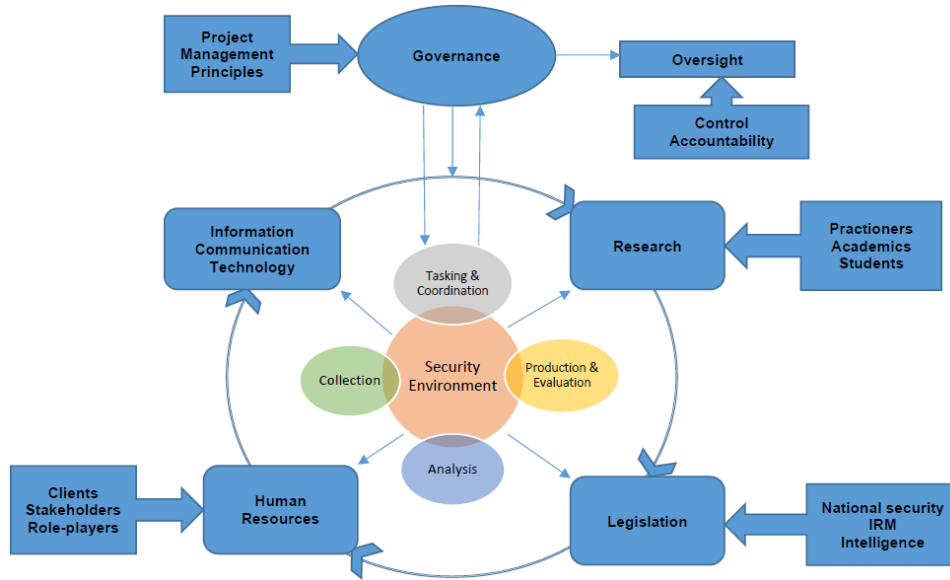 Project
Management
Principles
Governance
Oversight
Control
Accountability
Information
Communication
Technology
Research
Practioners
Academics
Students
Tasking &
Coordination
Collection
Security
Environment
Production &
Evaluation
Analysis
Clients
Stakeholders
Role-players
Human
Resources
Legislation
National security
IRM
Intelligence